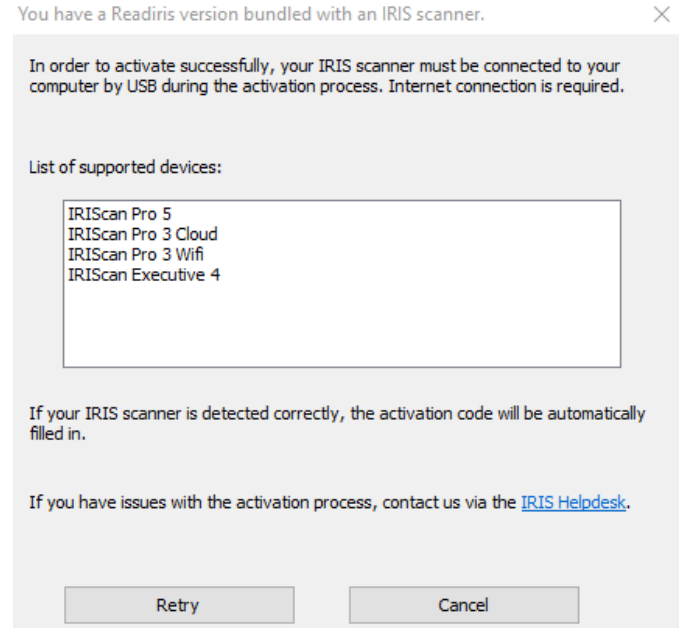 You have a Readiris version bundled with an IRIS scanner.
In order to activate successfully, your IRIS scanner must be connected to your
computer by USB during the activation process. Internet connection is required.
List of supported devices:
IRIScan Pro 5
IRIScan Pro 3 Cloud
IRIScan Pro 3 Wifi
IRIScan Executive 4
If your IRIS scanner is detected correctly, the activation code will be automatically
filled in.
If you have issues with the activation process, contact us via the IRIS Helpdesk.
Retry
Cancel